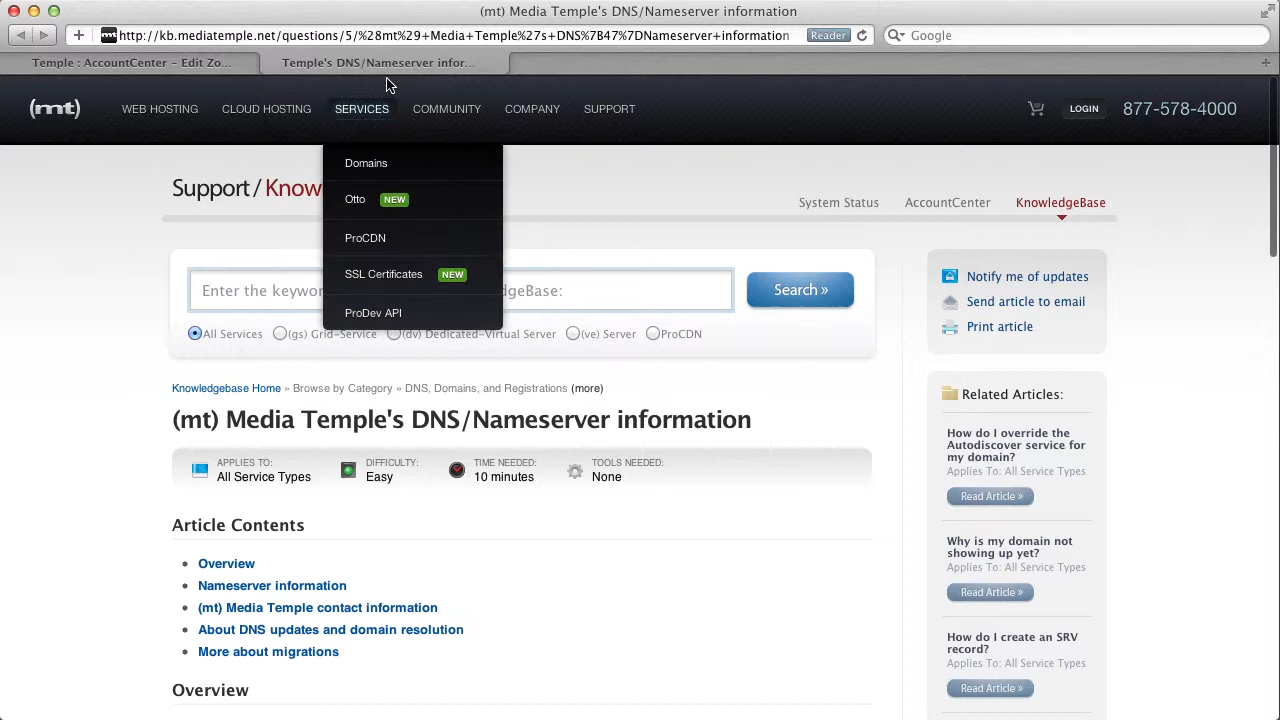 (mt) Media Temple's DNS/Nameserver information
http://kb.mediatemple.net/questions/5/%28mt%29+Media+Temple%27s+DNS%7B47%7DNameserver+information
Reader
Google
Temple : AccountCenter – Edit Zo...
Temple's DNS/Nameserver infor...
(mt)
WEB HOSTING
CLOUD HOSTING
SERVICES
COMMUNITY
COMPANY
SUPPORT
LOGIN
877-578-4000
Domains
Otto NEW
ProCDN
SSL Certificates NEW
ProDev API
Support / Know
System Status
AccountCenter
KnowledgeBase
Enter the keywor
geBase:
Search »
All Services
(gs) Grid-Service
(dv) Dedicated-Virtual Server
(ve) Server
ProCDN
Notify me of updates
Send article to email
Print article
Knowledgebase Home » Browse by Category » DNS, Domains, and Registrations (more)
(mt) Media Temple's DNS/Nameserver information
APPLIES TO:
All Service Types
DIFFICULTY:
Easy
TIME NEEDED:
10 minutes
TOOLS NEEDED:
None
Article Contents
Overview
Nameserver information
(mt) Media Temple contact information
About DNS updates and domain resolution
More about migrations
Overview
Related Articles:
How do I override the
Autodiscover service for
my domain?
Applies To: All Service Types
Read Article »
Why is my domain not
showing up yet?
Applies To: All Service Types
Read Article »
How do I create an SRV
record?
Applies To: All Service Types
Read Article »